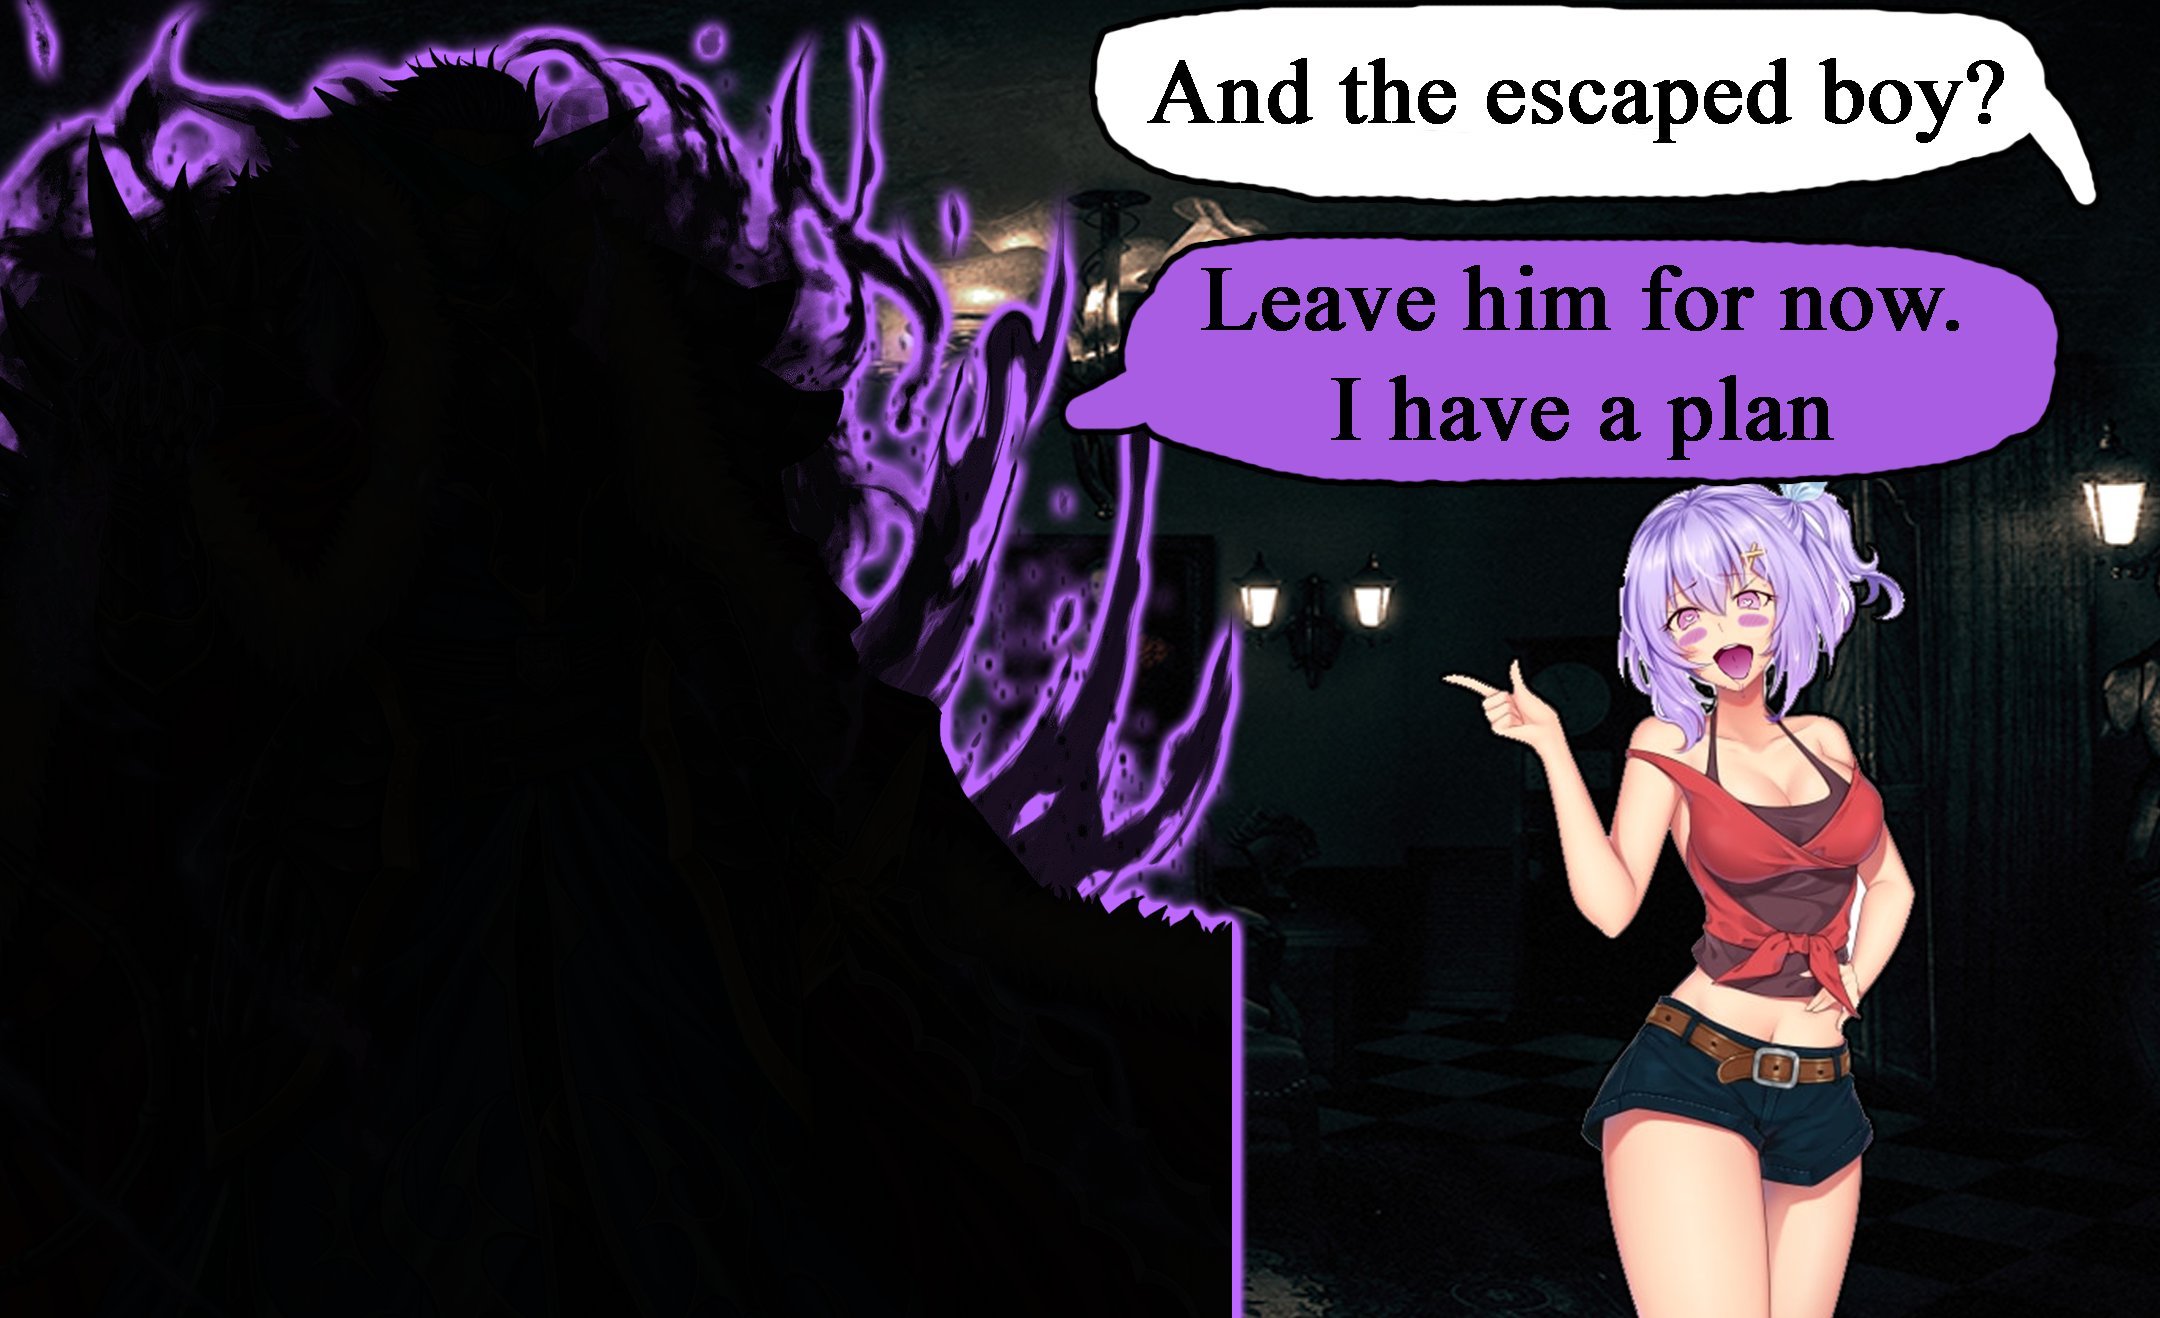 And the escaped boy?
Leave him for now.
I have a plan